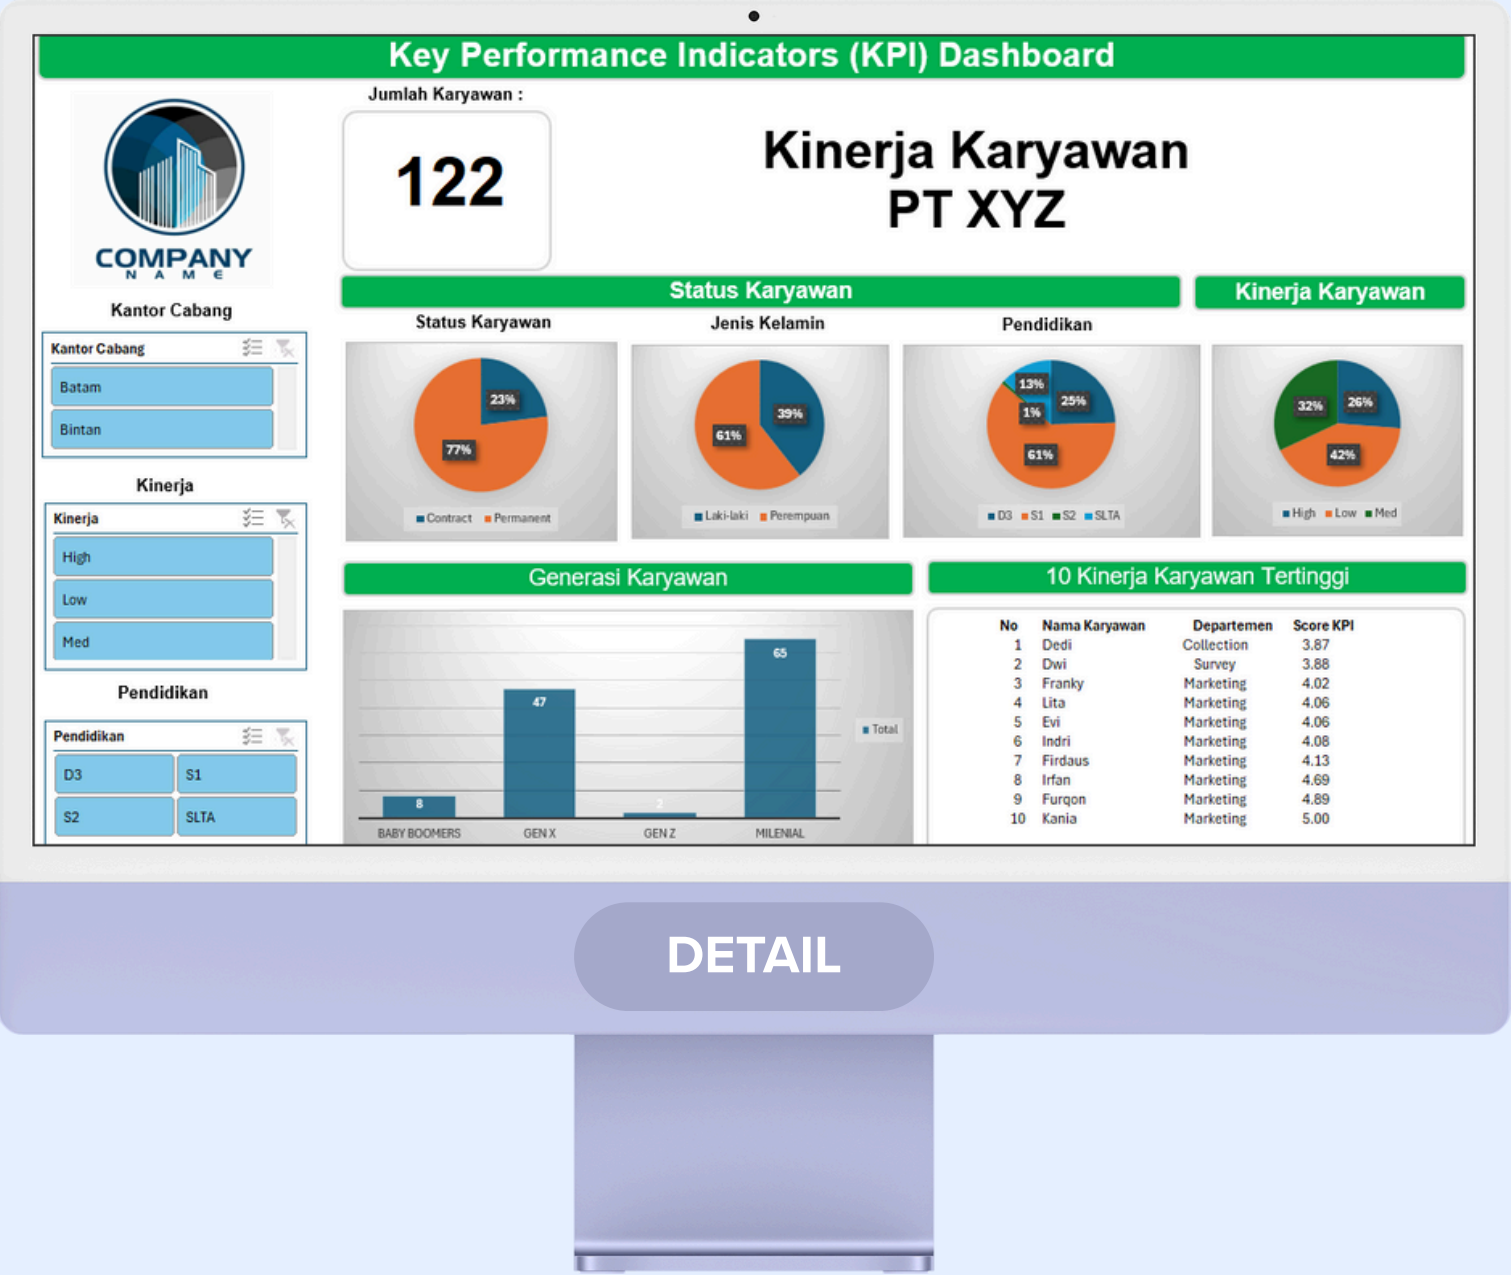 Key Performance Indicators (KPI) Dashboard
COMPANY
NAME
Jumlah Karyawan :
122
Kinerja Karyawan
PT XYZ
Kantor Cabang
Kantor Cabang
Batam
Bintan
Kinerja
Kinerja
High
Low
Med
Pendidikan
Pendidikan
D3 S1
S2 SLTA
Status Karyawan
Kinerja Karyawan
Status Karyawan
23%
77%
Contract Permanent
Jenis Kelamin
39%
61%
Laki-laki Perempuan
Pendidikan
13%
25%
1%
61%
D3 S1 S2 SLTA
32% 26%
42%
High Low Med
Generasi Karyawan
65
47
8
2
Total
BABY BOOMERS GEN X GEN Z MILENIAL
10 Kinerja Karyawan Tertinggi
No Nama Karyawan Departemen Score KPI
1 Dedi Collection 3.87
2 Dwi Survey 3.88
3 Franky Marketing 4.02
4 Lita Marketing 4.06
5 Evi Marketing 4.06
6 Indri Marketing 4.08
7 Firdaus Marketing 4.13
8 Irfan Marketing 4.69
9 Furqon Marketing 4.89
10 Kania Marketing 5.00
DETAIL